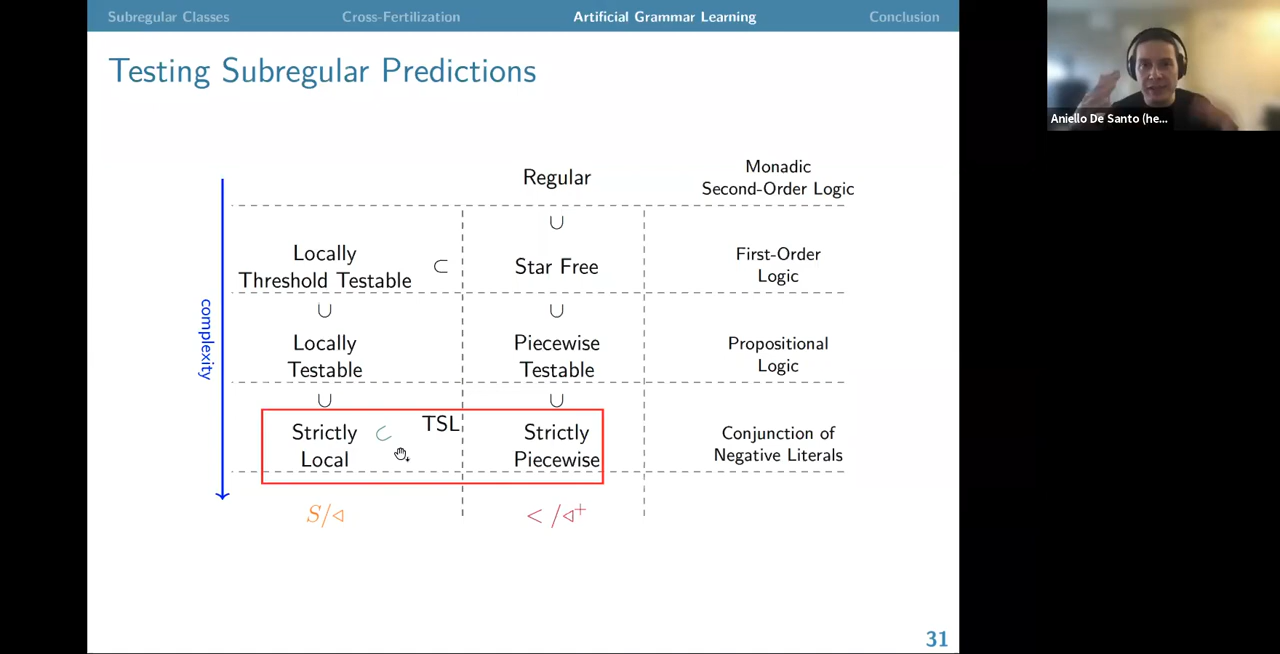 Subregular Classes Cross-Fertilization Artificial Grammar Learning Conclusion
Testing Subregular Predictions
Aniello De Santo (he...
Regular
Monadic
Second-Order Logic
∪
Locally
Threshold Testable
⊂
Star Free
First-Order
Logic
∪ ∪
Locally
Testable
Piecewise
Testable
Propositional
Logic
∪ ∪
Strictly
Local
⊂
TSL
Strictly
Piecewise
Conjunction of
Negative Literals
complexity
S/◁
< /◁+
31